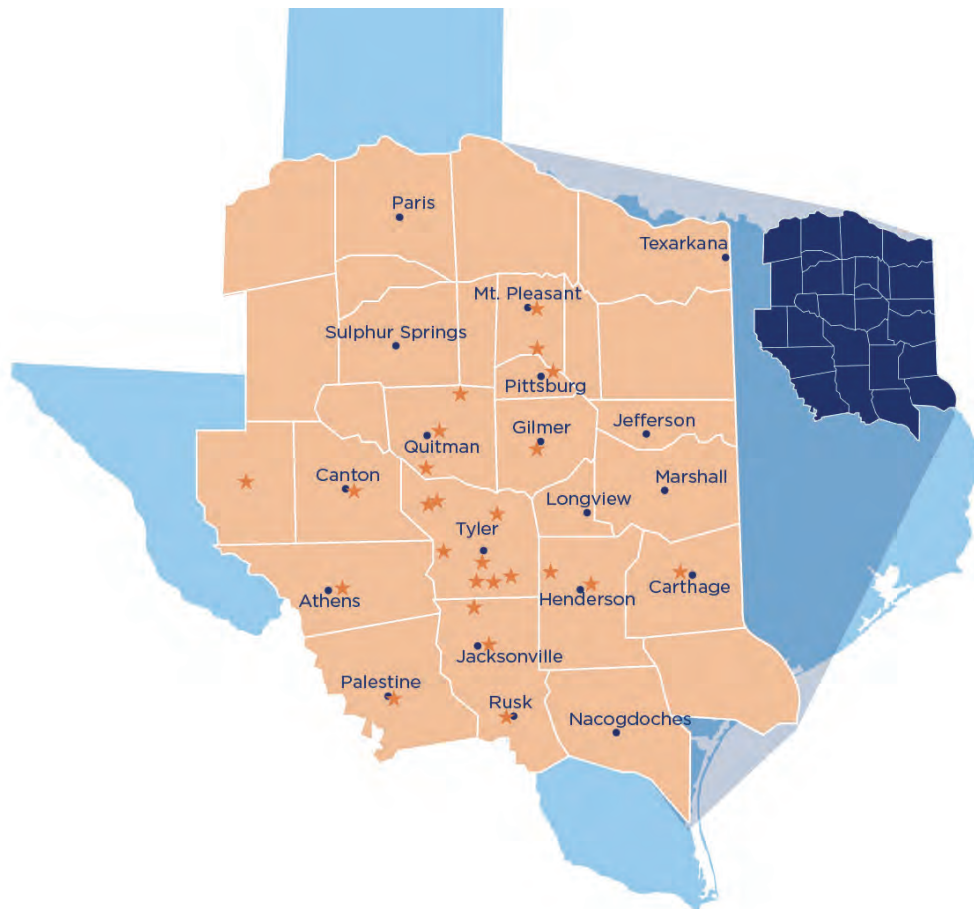 Paris
Texarkana
Mt. Pleasant
Sulphur Springs
Pittsburg
Jefferson
Gilmer
Quitman
Canton
Marshall
Longview
Tyler
Carthage
Henderson
Athens
Jacksonville
Palestine
Rusk
Nacogdoches